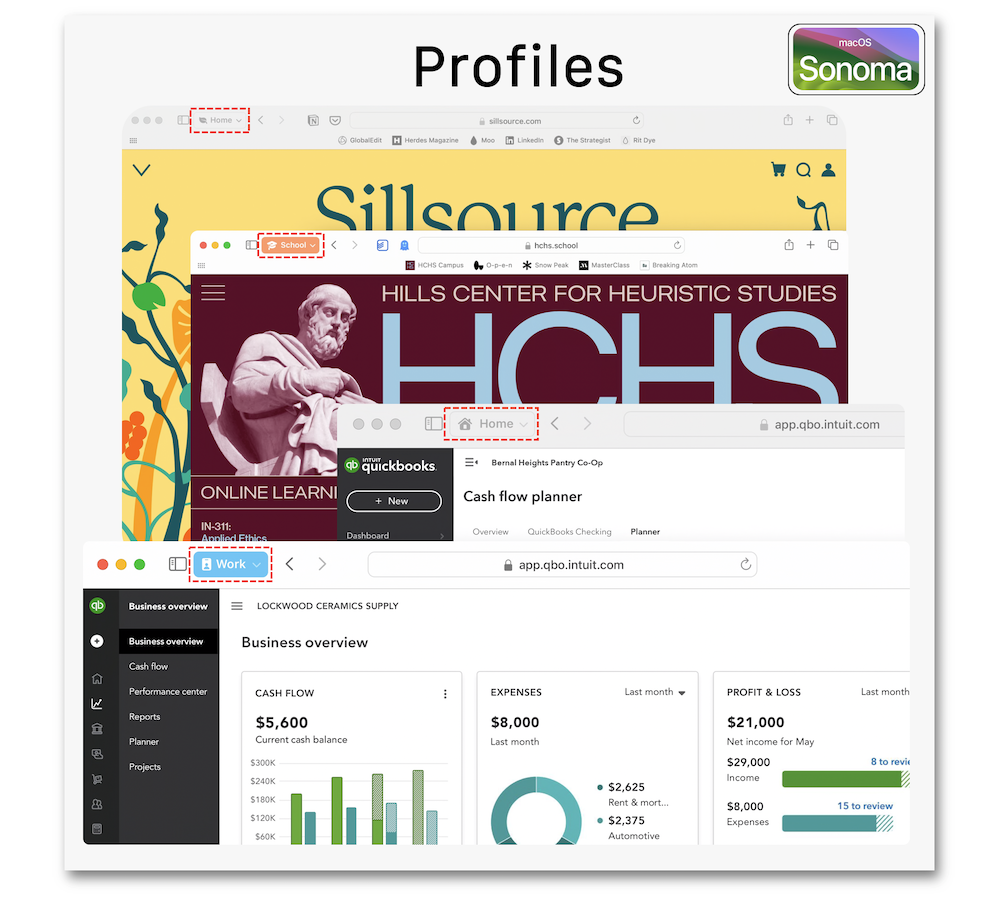 Profiles
macOS
Sonoma
Home
sillsource.com
GlobalEdit
Herdes Magazine
Moo
LinkedIn
The Strategist
Rit Dye
Sillsource
School
hchs.school
HCHS Campus
O-p-e-n
Snow Peak
MasterClass
Breaking Atom
HILLS CENTER FOR HEURISTIC STUDIES
HCHS
ONLINE LEARNI
IN-311:
Applied Ethics
Home
app.qbo.intuit.com
INTUIT
quickbooks.
Bernal Heights Pantry Co-Op
+ New
Cash flow planner
Dashboard
Overview
QuickBooks Checking
Planner
Work
app.qbo.intuit.com
qb
Business overview
LOCKWOOD CERAMICS SUPPLY
Business overview
Cash flow
Performance center
Reports
Planner
Projects
Business overview
CASH FLOW
$5,600
Current cash balance
$300K
$240K
$180K
$120K
$60K
EXPENSES
Last month
$8,000
Last month
$2,625
Rent & mort...
$2,375
Automotive
PROFIT & LOSS
Last month
$21,000
Net income for May
$29,000
8 to revie
Income
$8,000
15 to review
Expenses